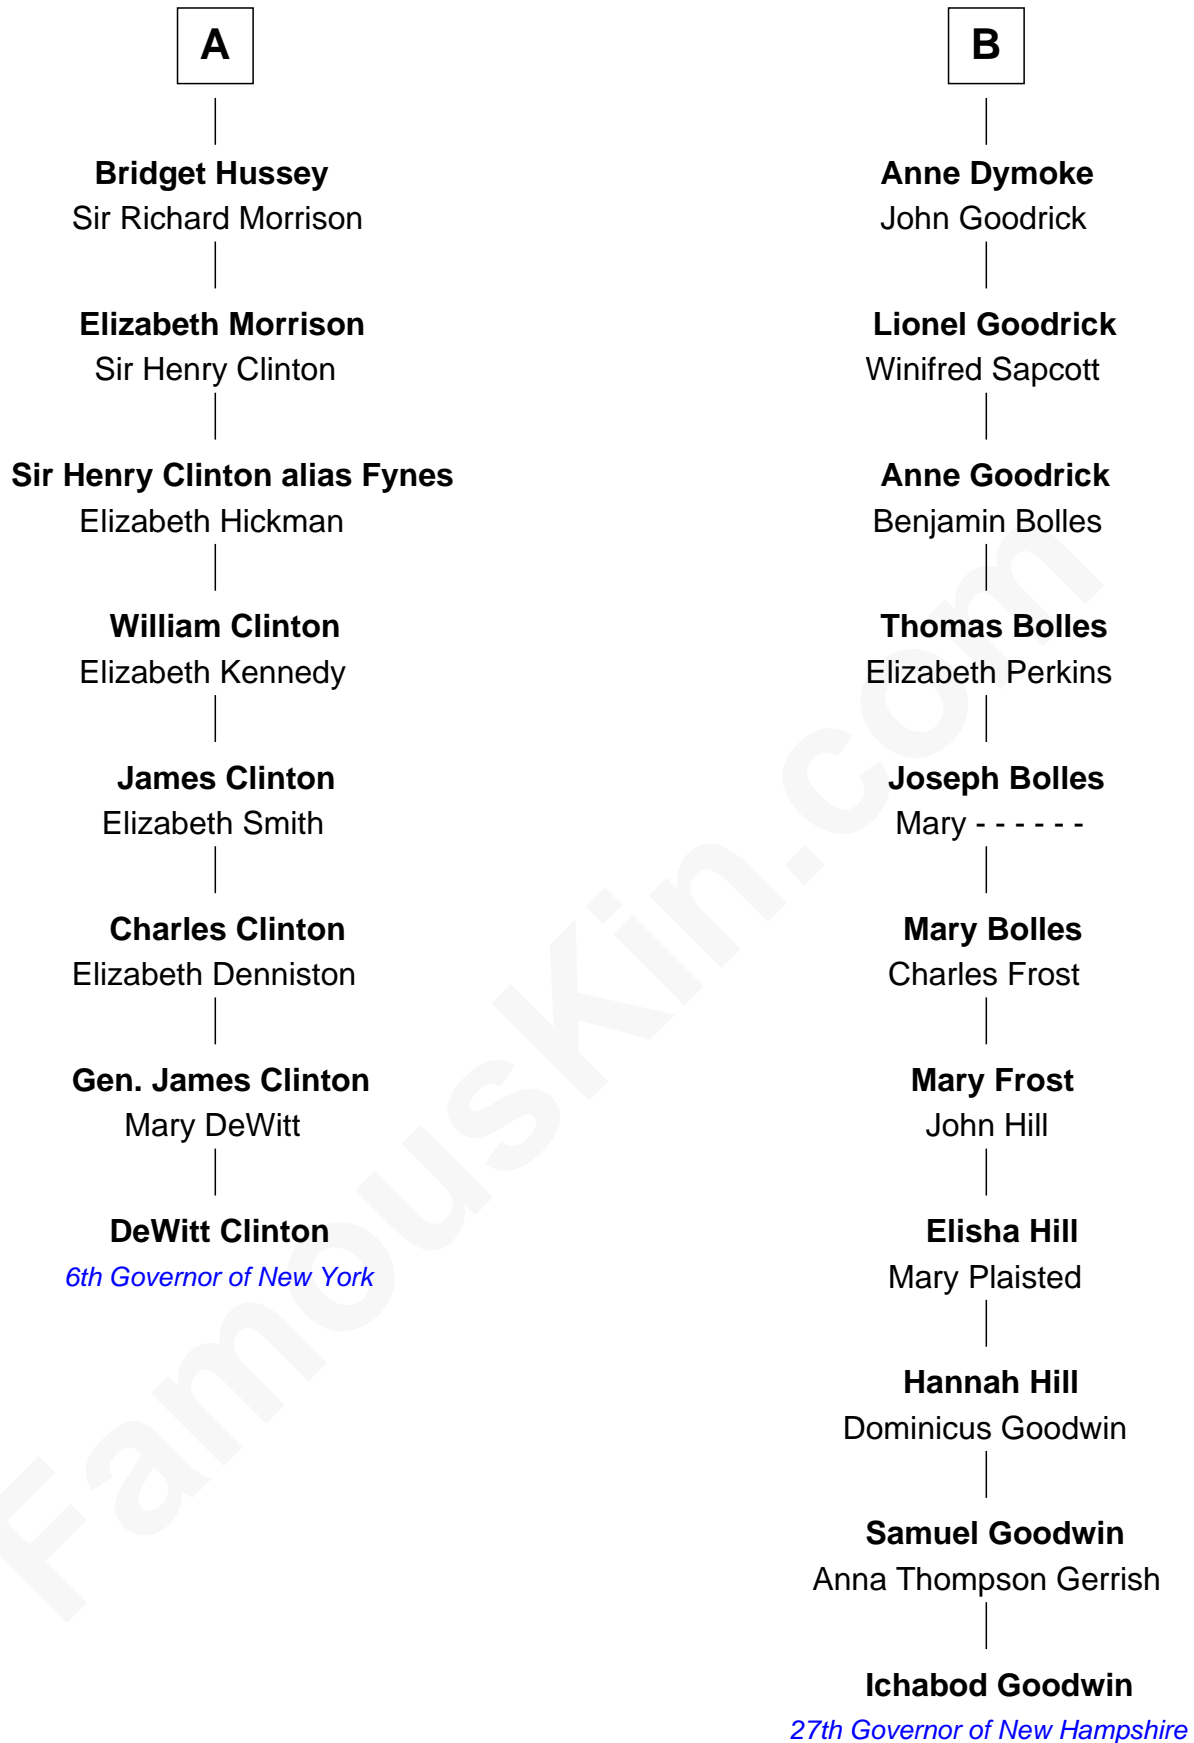 A
Bridget Hussey
Sir Richard Morrison
Elizabeth Morrison
Sir Henry Clinton
Sir Henry Clinton alias Fynes
Elizabeth Hickman
William Clinton
Elizabeth Kennedy
James Clinton
Elizabeth Smith
Charles Clinton
Elizabeth Denniston
Gen. James Clinton
Mary DeWitt
DeWitt Clinton
6th Governor of New York
B
Anne Dymoke
John Goodrick
Lionel Goodrick
Winifred Sapcott
Anne Goodrick
Benjamin Bolles
Thomas Bolles
Elizabeth Perkins
Joseph Bolles
Mary - - - - - -
Mary Bolles
Charles Frost
Mary Frost
John Hill
Elisha Hill
Mary Plaisted
Hannah Hill
Dominicus Goodwin
Samuel Goodwin
Anna Thompson Gerrish
Ichabod Goodwin
27th Governor of New Hampshire
FamousKin.com